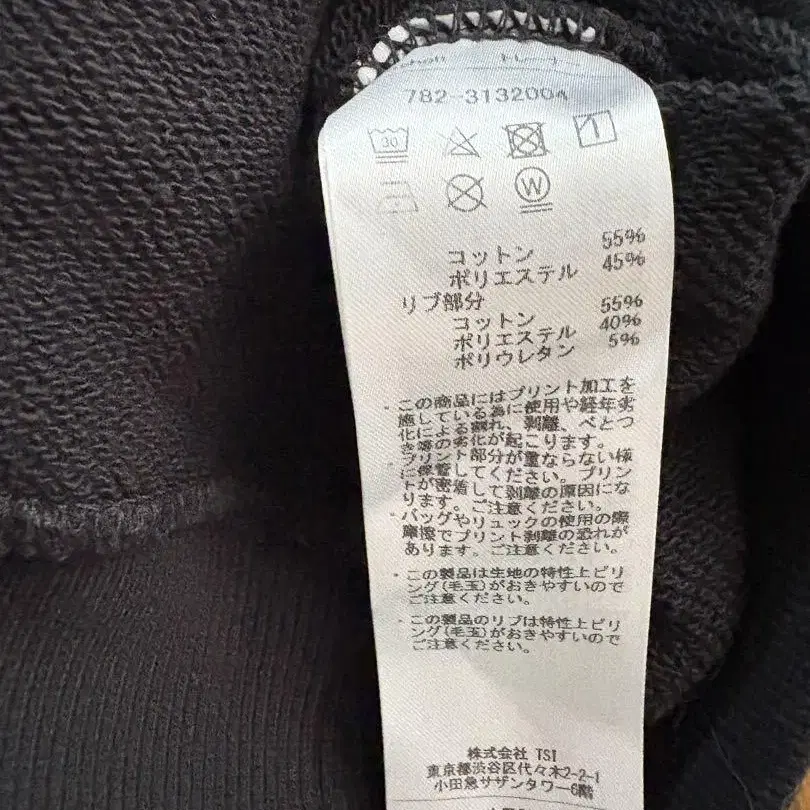 トレーナー
782-3132004
30
W
コットン 55%
ポリエステル 45%
リブ部分
コットン 55%
ポリエステル 40%
ポリウレタン 5%
・この商品にはプリント加工を
施している為に使用や経年劣
化による割れ、剥離、べとつ
き等の劣化が起こります。
・プリント部分が重ならない様
に保管してください。プリン
トが密着して剥離の原因にな
ります。ご注意ください。
・バッグやリュックの使用の際
摩擦でプリント剥離の恐れが
あります。ご注意ください。
・この製品は生地の特性上ピリ
ング(毛玉)がおきやすいので
ご注意ください。
・この製品のリブは特性上ピリ
ング(毛玉)がおきやすいので
ご注意ください。
株式会社 TSI
東京都渋谷区代々木2-2-1
小田急サザンタワー6階